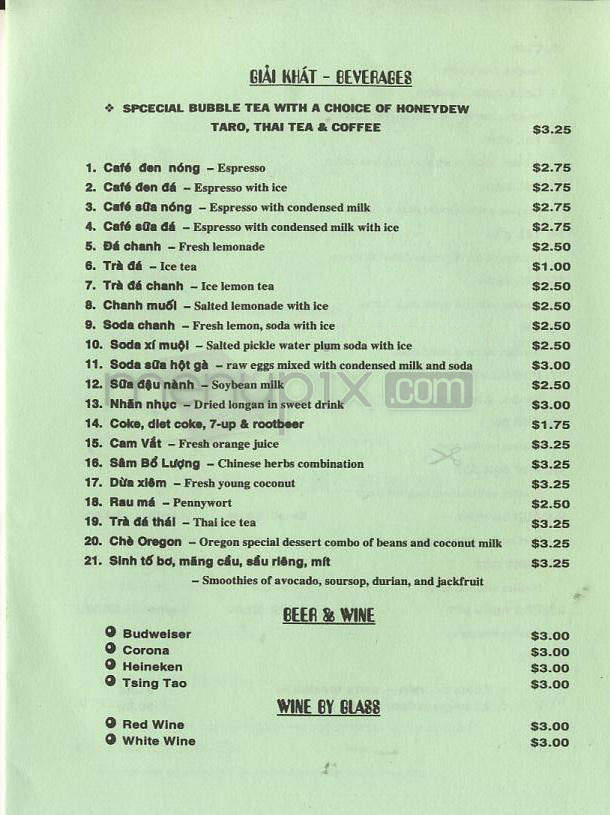 GIẢI KHÁT - BEVERAGES
❖ SPCECIAL BUBBLE TEA WITH A CHOICE OF HONEYDEW
TARO, THAI TEA & COFFEE $3.25
1. Café đen nóng – Espresso $2.75
2. Café đen đá – Espresso with ice $2.75
3. Café sữa nóng – Espresso with condensed milk $2.75
4. Café sữa đá – Espresso with condensed milk with ice $2.75
5. Đá chanh – Fresh lemonade $2.50
6. Trà đá – Ice tea $1.00
7. Trà đá chanh – Ice lemon tea $2.50
8. Chanh muối – Salted lemonade with ice $2.50
9. Soda chanh – Fresh lemon, soda with ice $2.50
10. Soda xí muội – Salted pickle water plum soda with ice $2.50
11. Soda sữa hột gà – raw eggs mixed with condensed milk and soda $3.00
menupix.com
12. Sữa đậu nành – Soybean milk $2.50
13. Nhãn nhục – Dried longan in sweet drink $3.00
14. Coke, diet coke, 7-up & rootbeer $1.75
15. Cam Vắt – Fresh orange juice $3.25
16. Sâm Bổ Lượng – Chinese herbs combination $3.25
17. Dừa xiêm – Fresh young coconut $3.25
18. Rau má – Pennywort $2.50
19. Trà đá thái – Thai ice tea $3.25
20. Chè Oregon – Oregon special dessert combo of beans and coconut milk $3.25
21. Sinh tố bơ, mãng cầu, sầu riêng, mít $3.25
– Smoothies of avocado, soursop, durian, and jackfruit
BEER & WINE
Budweiser $3.00
Corona $3.00
Heineken $3.00
Tsing Tao $3.00
WINE BY GLASS
Red Wine $3.00
White Wine $3.00
1